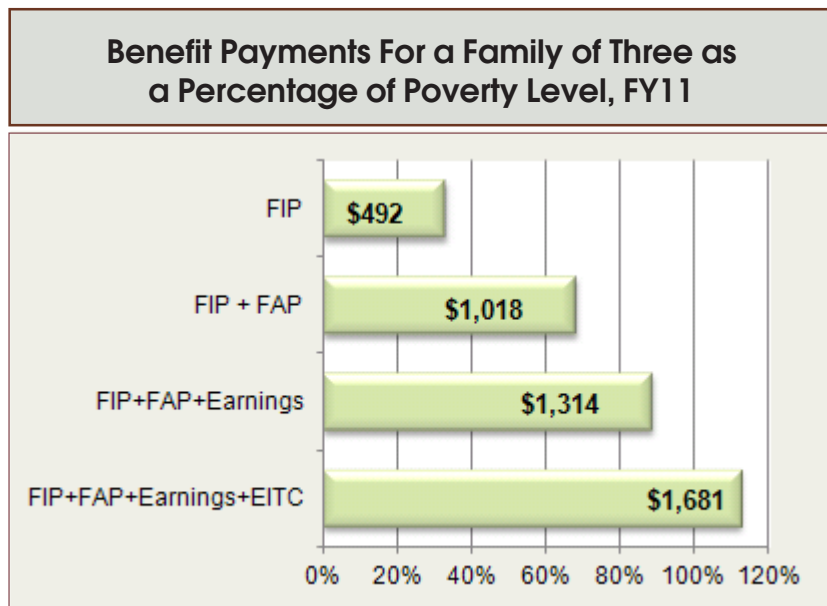 Benefit Payments For a Family of Three as
a Percentage of Poverty Level, FY11
FIP
$492
FIP + FAP
$1,018
FIP+FAP+Earnings
$1,314
FIP+FAP+Earnings+EITC
$1,681
0% 20% 40% 60% 80% 100% 120%